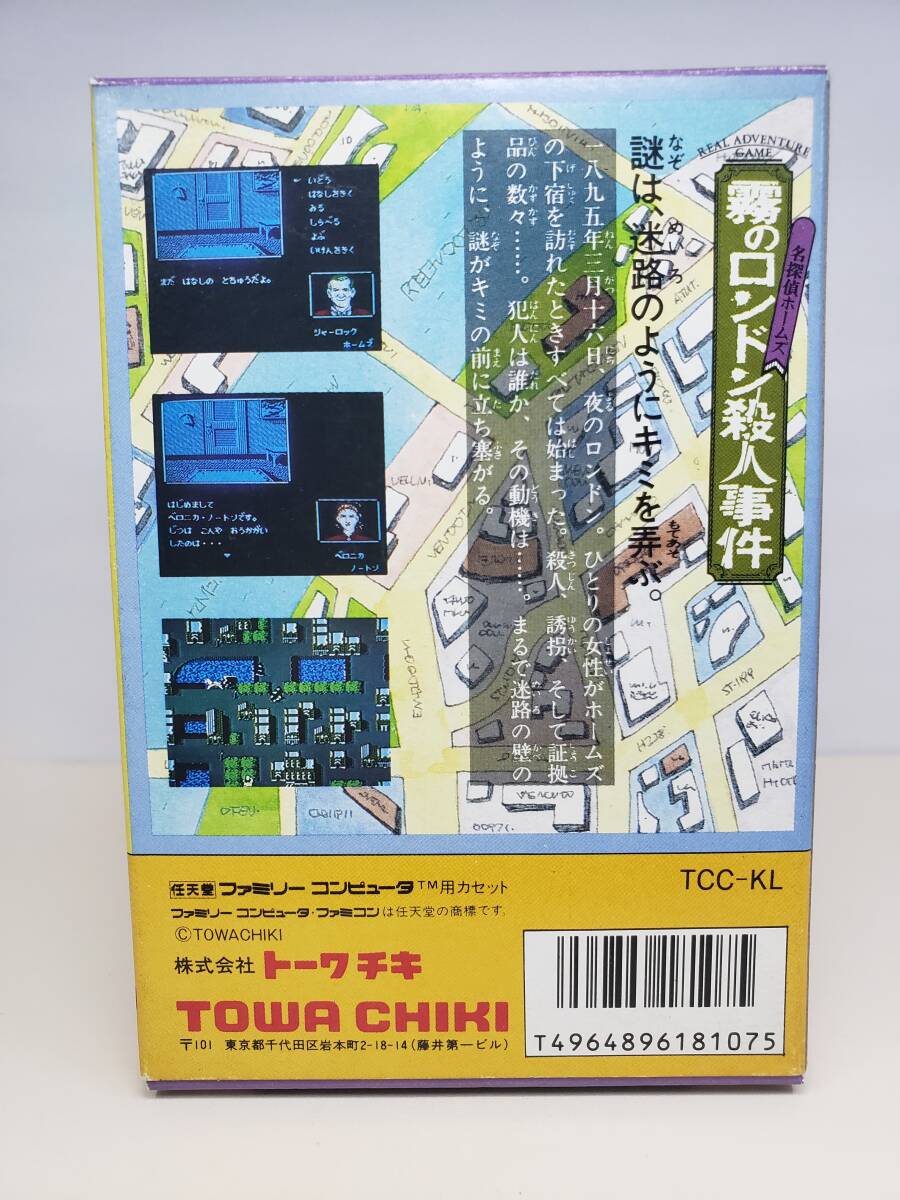 REAL ADVENTURE
GAME
名探偵ホームズ
霧のロンドン殺人事件
謎は、迷路のようにキミを弄ぶ。
一八九五年三月十六日、夜のロンドン。ひとりの女性がホームズ
の下宿を訪れたときすべては始まった。殺人、誘拐、そして証拠
品の数々……。犯人は誰か、その動機は……。まるで迷路の壁の
ように、謎がキミの前に立ち塞がる。
いどう
はなしをきく
みる
しらべる
よぶ
じけんをきく
まだ はなしの とちゅうだよ。
シャーロック
ホームズ
はじめまして
ベロニカ・ノートンです。
じつは こんや おうかがい
したのは・・・
ベロニカ
ノートン
任天堂 ファミリー コンピュータ™用カセット
ファミリー コンピュータ・ファミコンは任天堂の商標です。
©TOWACHIKI
株式会社 トーワチキ
TOWA CHIKI
〒101 東京都千代田区岩本町2-18-14(藤井第一ビル)
TCC-KL
T4964896181075